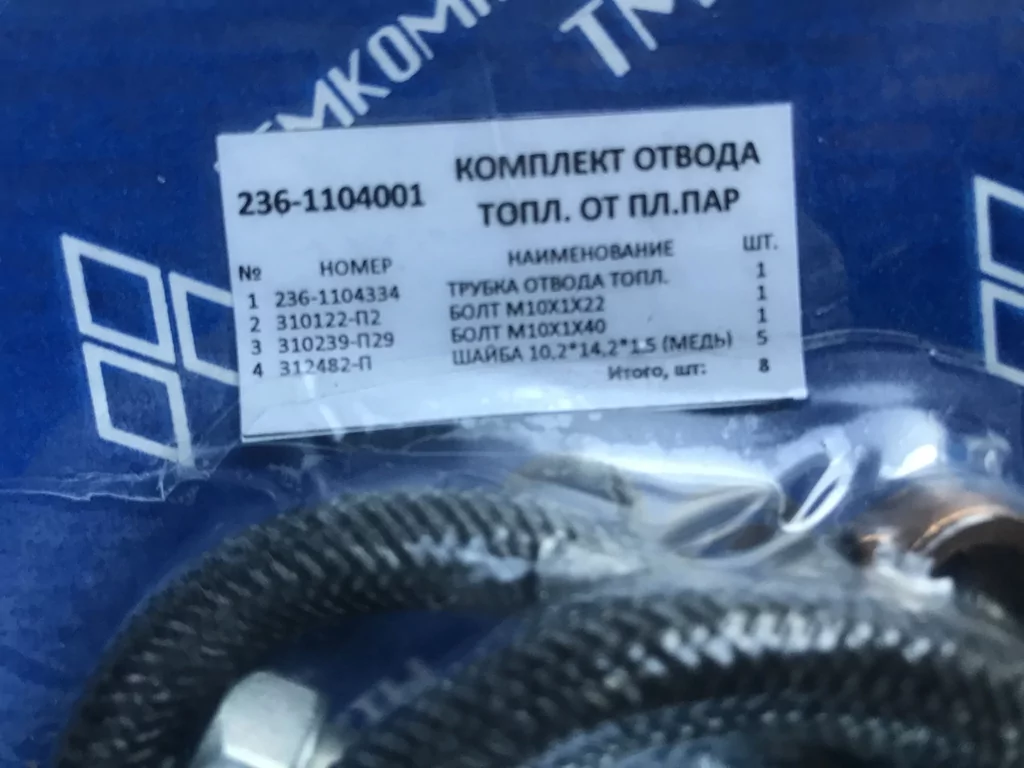 ТМКОМП
ТМ
236-1104001
КОМПЛЕКТ ОТВОДА
ТОПЛ. ОТ ПЛ.ПАР
№ НОМЕР НАИМЕНОВАНИЕ ШТ.
1 236-1104334 ТРУБКА ОТВОДА ТОПЛ. 1
2 310122-П2 БОЛТ М10Х1Х22 1
3 310239-П29 БОЛТ М10Х1Х40 1
4 312482-П ШАЙБА 10,2*14,2*1,5 (МЕДЬ) 5
Итого, шт: 8